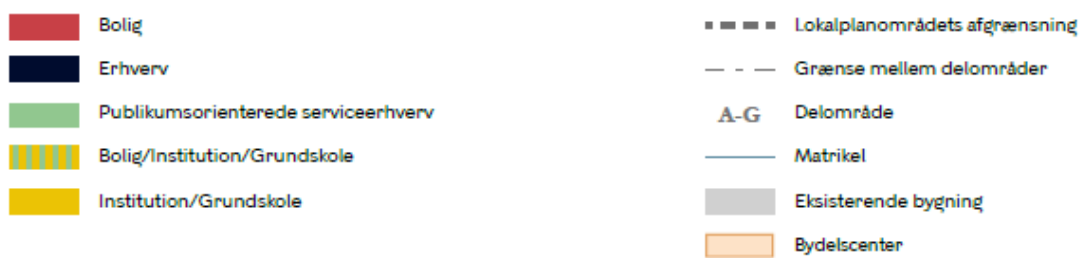 Bolig
Erhverv
Publikumsorienterede serviceerhverv
Bolig/Institution/Grundskole
Institution/Grundskole
Lokalplanområdets afgrænsning
Grænse mellem delområder
A-G Delområde
Matrikel
Eksisterende bygning
Bydelscenter